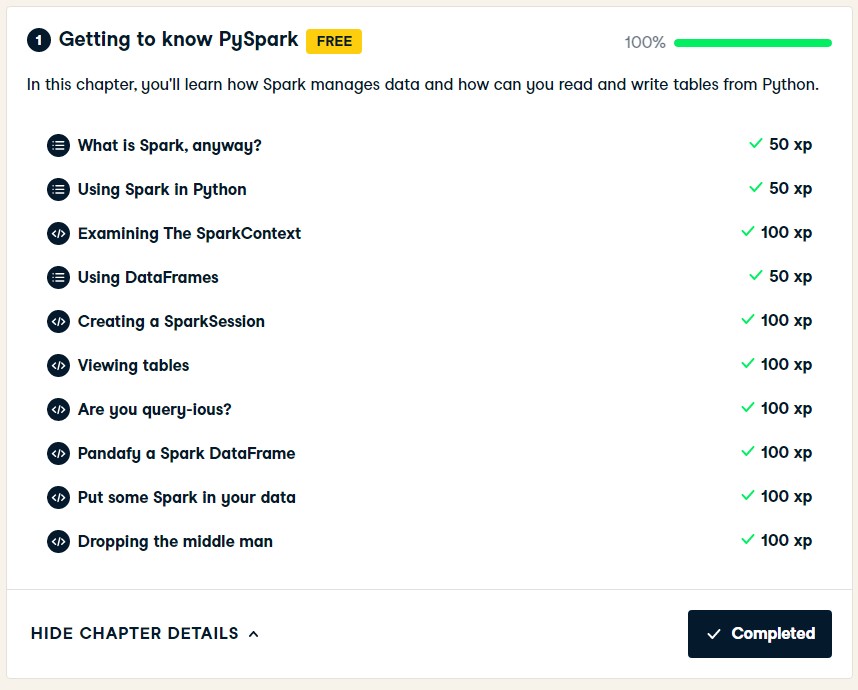 1 Getting to know PySpark FREE 100%
In this chapter, you'll learn how Spark manages data and how can you read and write tables from Python.
What is Spark, anyway? 50 xp
Using Spark in Python 50 xp
Examining The SparkContext 100 xp
Using DataFrames 50 xp
Creating a SparkSession 100 xp
Viewing tables 100 xp
Are you query-ious? 100 xp
Pandafy a Spark DataFrame 100 xp
Put some Spark in your data 100 xp
Dropping the middle man 100 xp
HIDE CHAPTER DETAILS Completed